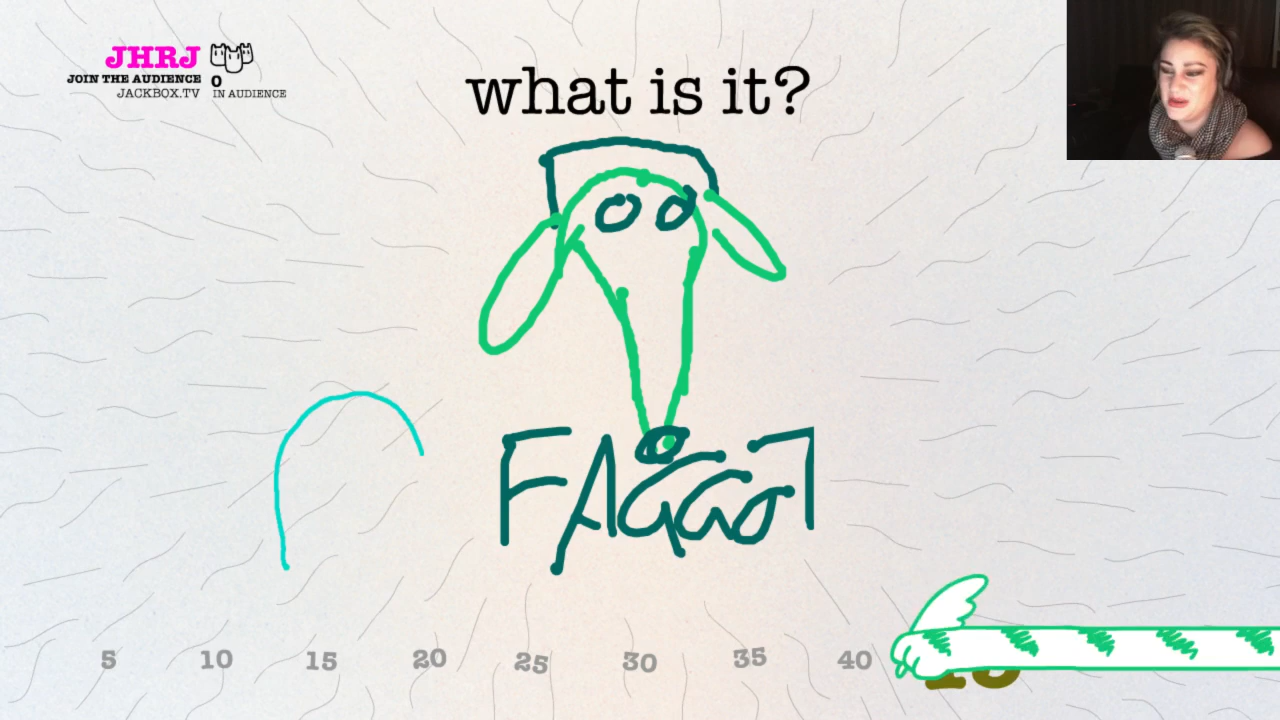 JHRJ
JOIN THE AUDIENCE
JACKBOX.TV
0
IN AUDIENCE
what is it?
FAGGOT
5 10 15 20 25 30 35 40